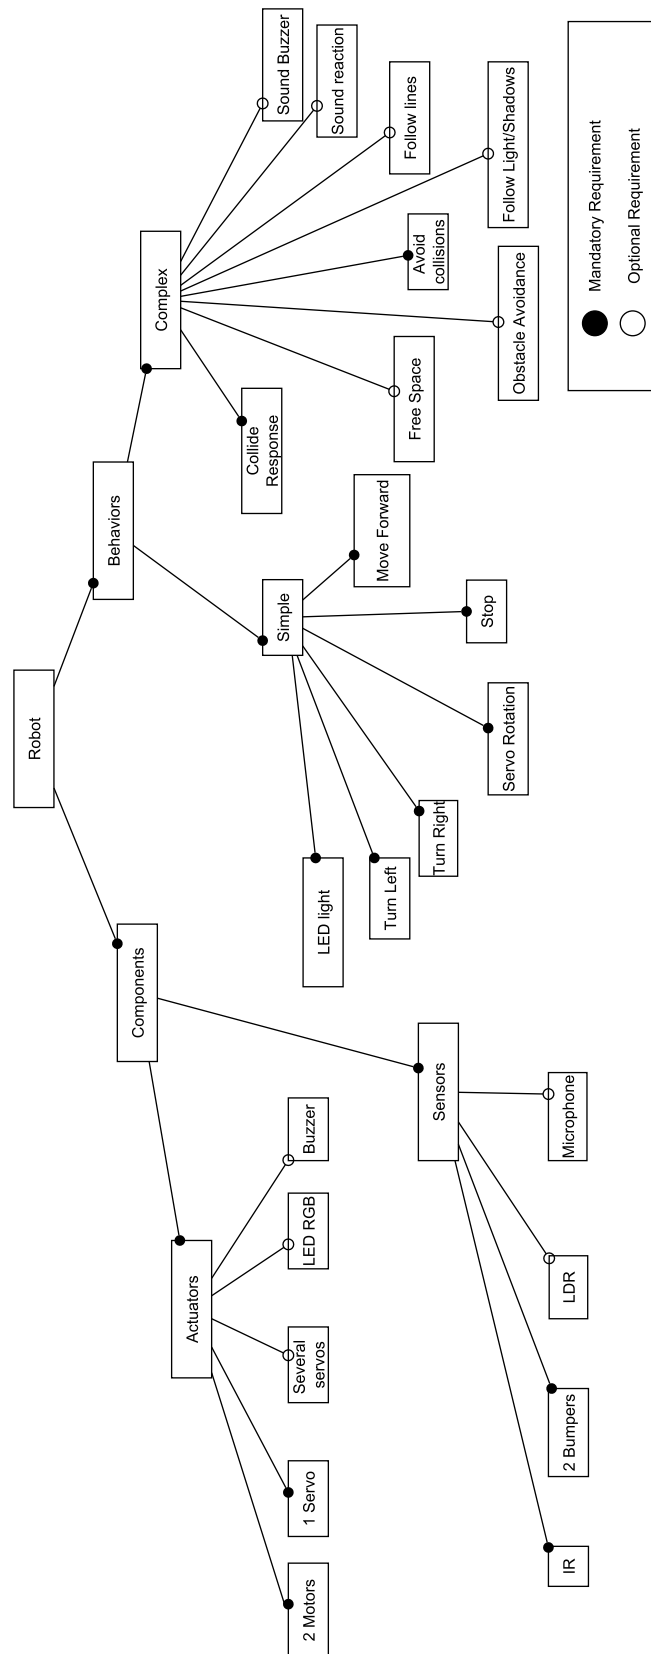 Robot
Components
Behaviors
Actuators
Sensors
Simple
Complex
2 Motors
1 Servo
Several
servos
LED RGB
Buzzer
IR
2 Bumpers
LDR
Microphone
LED light
Turn Left
Turn Right
Servo Rotation
Stop
Move Forward
Collide
Response
Free Space
Obstacle Avoidance
Avoid
collisions
Follow Light/Shadows
Follow lines
Sound reaction
Sound Buzzer
Mandatory Requirement
Optional Requirement